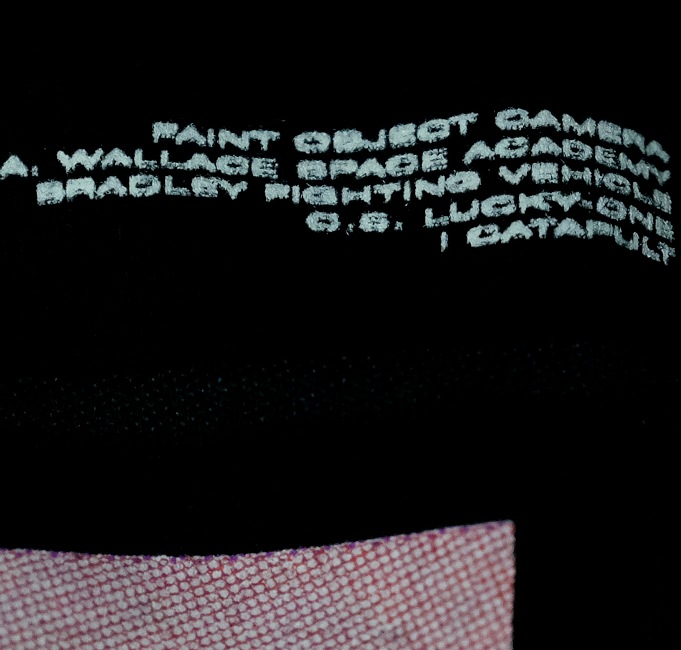 FAINT OBJECT CAMERA
A. WALLACE SPACE ACADEMY
BRADLEY FIGHTING VEHICLE
C.S. LUCKY-ONE
I CATAPULT